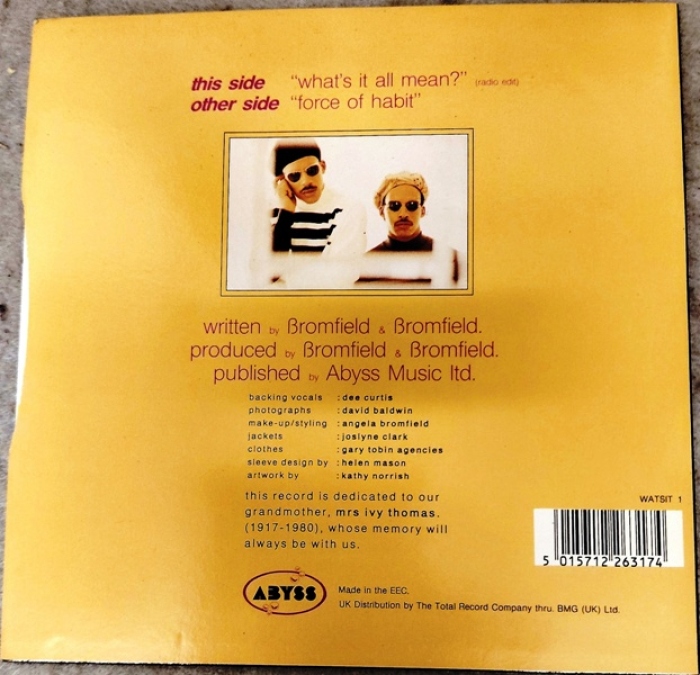 this side "what's it all mean?" (radio edit)
other side "force of habit"
written by Bromfield & Bromfield.
produced by Bromfield & Bromfield.
published by Abyss Music ltd.
backing vocals : dee curtis
photographs : david baldwin
make-up/styling : angela bromfield
jackets : joslyne clark
clothes : gary tobin agencies
sleeve design by : helen mason
artwork by : kathy norrish
this record is dedicated to our
grandmother, mrs ivy thomas.
(1917-1980), whose memory will
always be with us.
WATSIT 1
5 015712 263174
ABYSS
Made in the EEC.
UK Distribution by The Total Record Company thru. BMG (UK) Ltd.